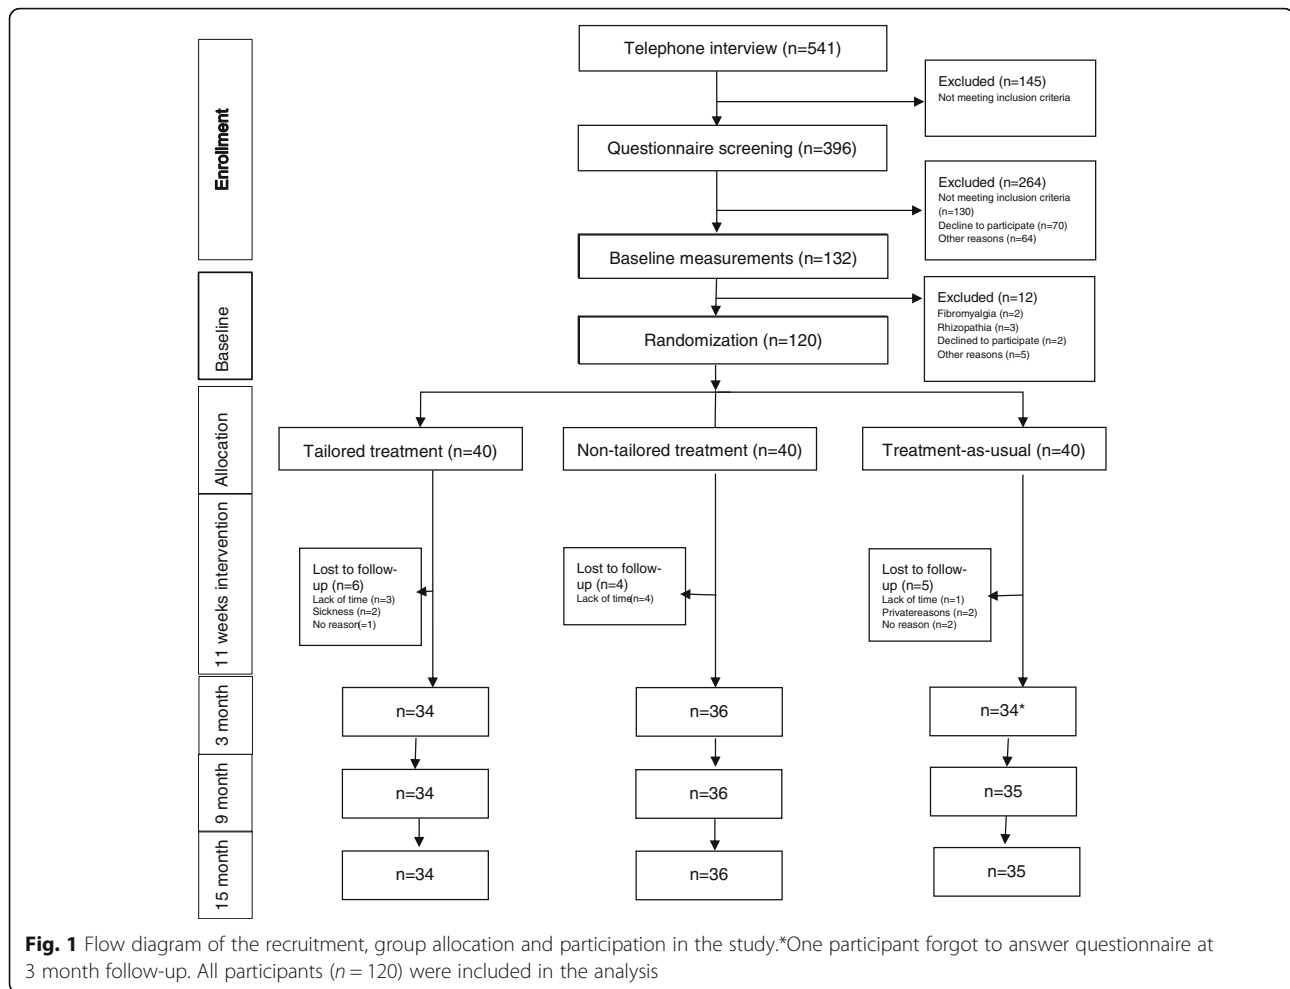 Telephone interview (n=541)
Excluded (n=145)
Not meeting inclusion criteria
Enrollment
Questionnaire screening (n=396)
Excluded (n=264)
Not meeting inclusion criteria
(n=130)
Decline to participate (n=70)
Other reasons (n=64)
Baseline measurements (n=132)
Baseline
Excluded (n=12)
Fibromyalgia (n=2)
Rhizopathia (n=3)
Declined to participate (n=2)
Other reasons (n=5)
Randomization (n=120)
Allocation
Tailored treatment (n=40)
Non-tailored treatment (n=40)
Treatment-as-usual (n=40)
11 weeks intervention
Lost to follow-
up (n=6)
Lack of time (n=3)
Sickness (n=2)
No reason(=1)
Lost to follow-
up (n=4)
Lack of time(n=4)
Lost to follow-
up (n=5)
Lack of time (n=1)
Privatereasons (n=2)
No reason (n=2)
3 month
n=34
n=36
n=34*
9 month
n=34
n=36
n=35
15 month
n=34
n=36
n=35
Fig. 1 Flow diagram of the recruitment, group allocation and participation in the study.*One participant forgot to answer questionnaire at
3 month follow-up. All participants (n = 120) were included in the analysis